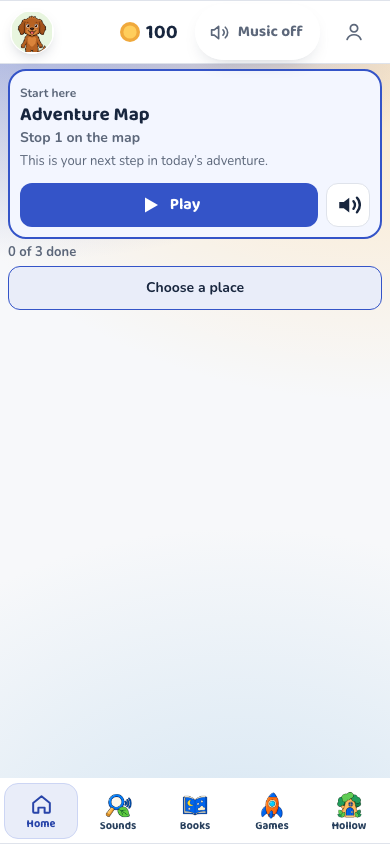 100
Music off
Start here
Adventure Map
Stop 1 on the map
This is your next step in today's adventure.
Play
0 of 3 done
Choose a place
Home
Sounds
Books
Games
Hollow